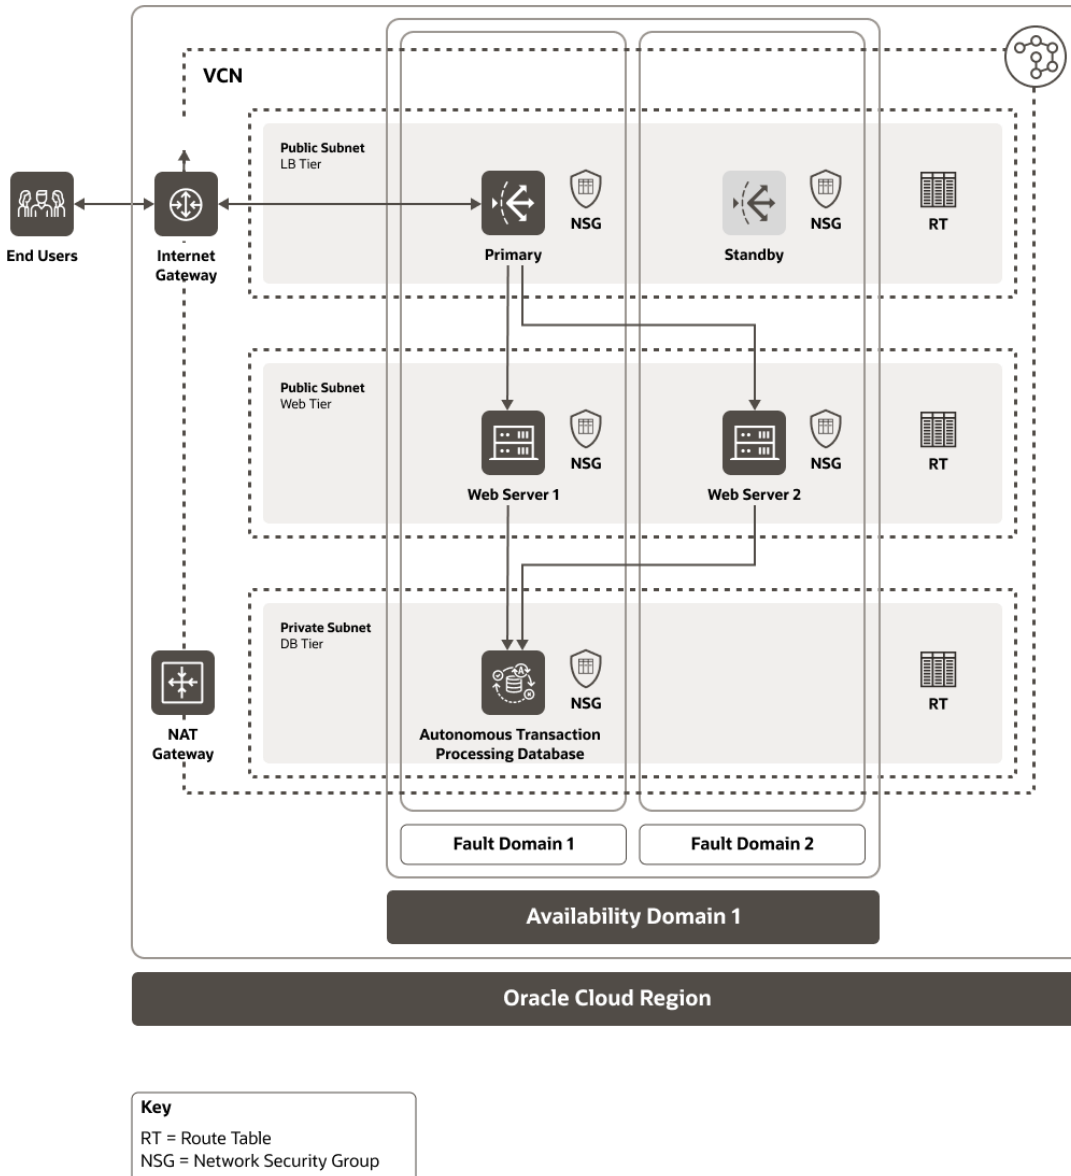 VCN
Public Subnet
LB Tier
NSG
NSG
RT
End Users
Internet
Gateway
Primary
Standby
Public Subnet
Web Tier
NSG
NSG
RT
Web Server 1
Web Server 2
Private Subnet
DB Tier
NSG
RT
NAT
Gateway
Autonomous Transaction
Processing Database
Fault Domain 1
Fault Domain 2
Availability Domain 1
Oracle Cloud Region
Key
RT = Route Table
NSG = Network Security Group